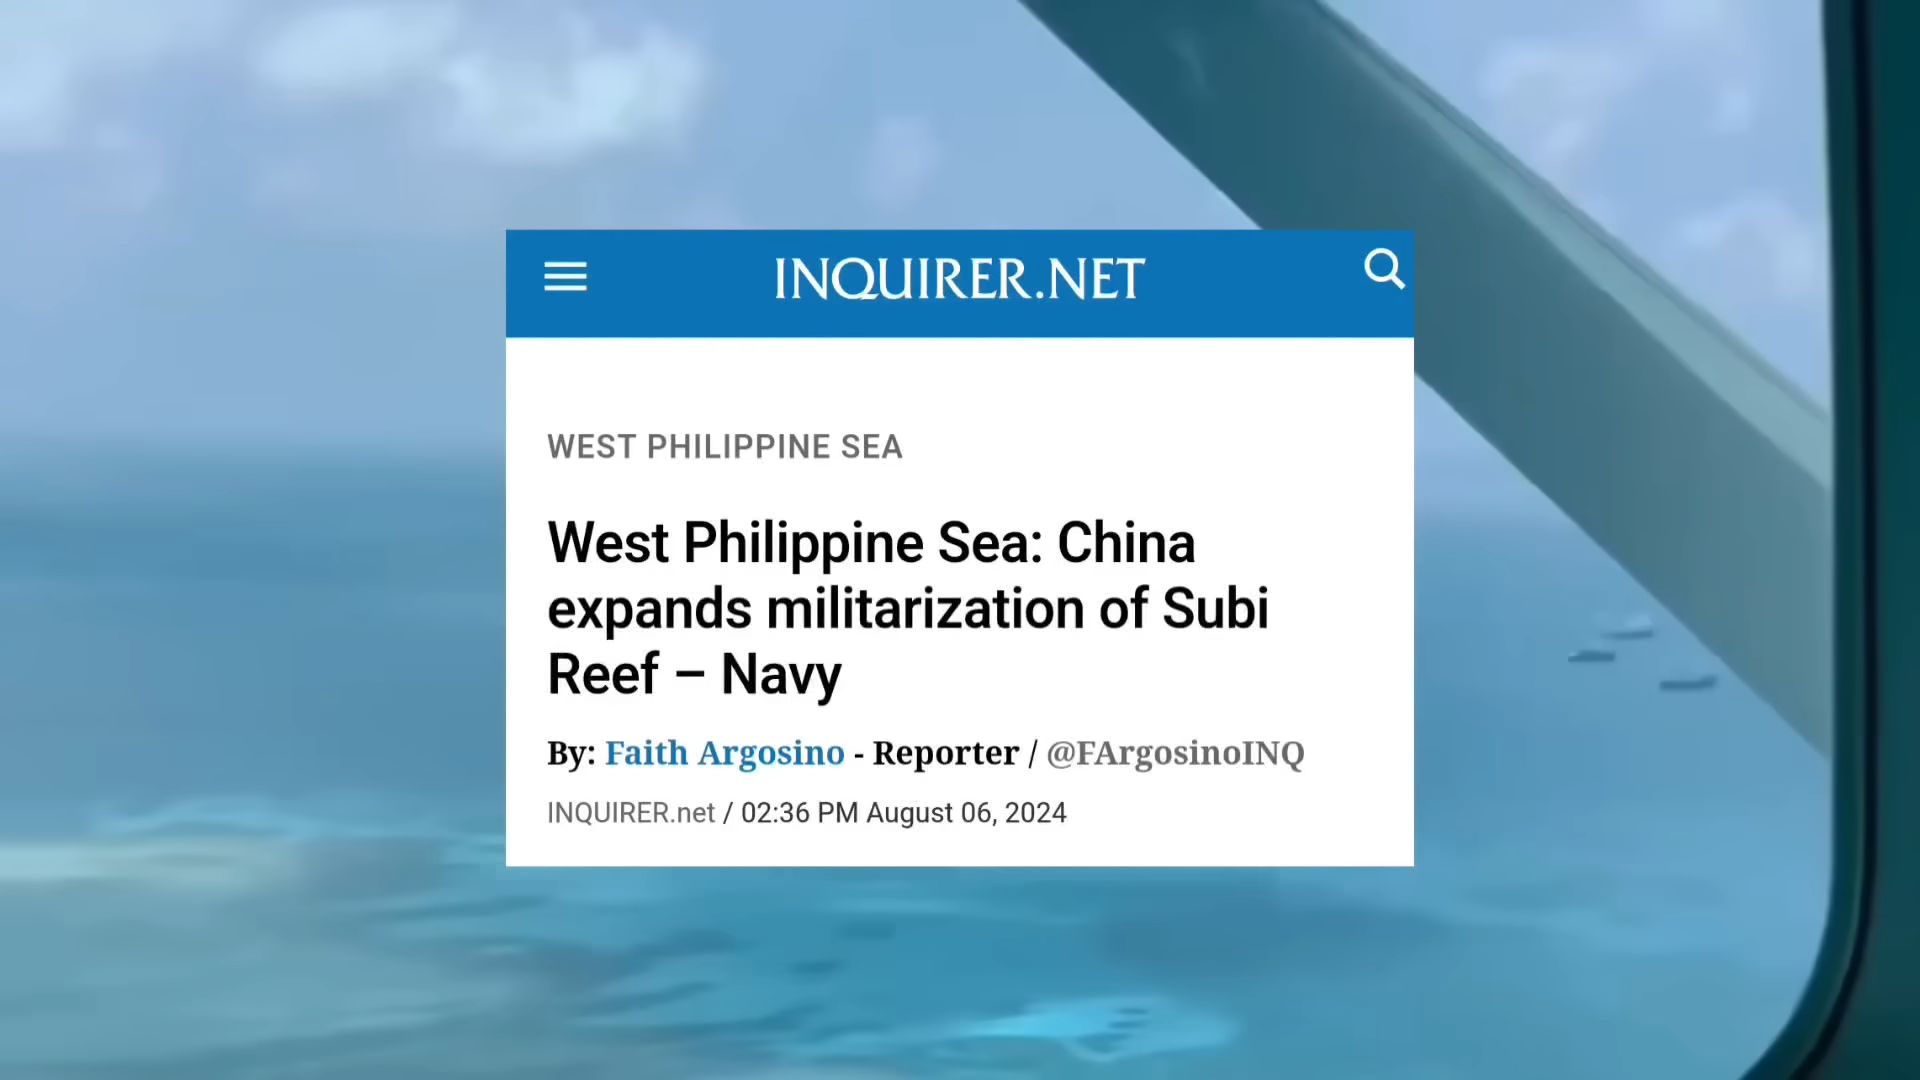 INQUIRER.NET
WEST PHILIPPINE SEA
West Philippine Sea: China
expands militarization of Subi
Reef – Navy
By: Faith Argosino - Reporter / @FArgosinoINQ
INQUIRER.net / 02:36 PM August 06, 2024